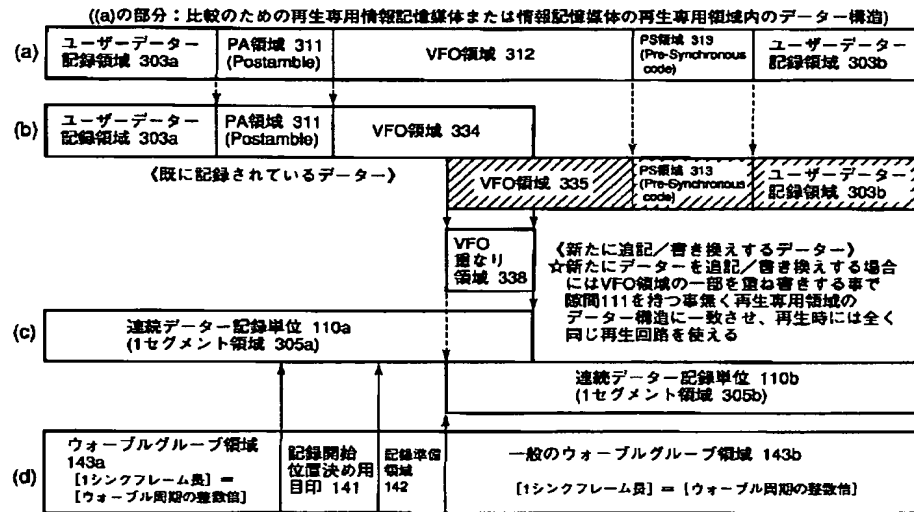 ((a)の部分：比較のための再生専用情報記憶媒体または情報記憶媒体の再生専用領域内のデーター構造)
(a)
ユーザーデーター
記録領域 303a
PA領域 311
(Postamble)
VFO領域 312
PS領域 313
(Pre-Synchronous
code)
ユーザーデーター
記録領域 303b
(b)
ユーザーデーター
記録領域 303a
PA領域 311
(Postamble)
VFO領域 334
《既に記録されているデーター》
VFO領域 335
PS領域 313
(Pre-Synchronous
code)
ユーザーデーター
記録領域 303b
VFO
重なり
領域 338
《新たに追記／書き換えするデーター》
☆新たにデーターを追記／書き換えする場合
にはVFO領域の一部を重ね書きする事で
隙間111を持つ事無く再生専用領域の
データー構造に一致させ、再生時には全く
同じ再生回路を使える
(c)
連続データー記録単位 110a
(1セグメント領域 305a)
連続データー記録単位 110b
(1セグメント領域 305b)
(d)
ウォーブルグルーブ領域
143a
[1シンクフレーム長] =
[ウォーブル周期の整数倍]
記録開始
位置決め用
目印 141
記録準備
領域
142
一般のウォーブルグルーブ領域 143b
[1シンクフレーム長] = [ウォーブル周期の整数倍]